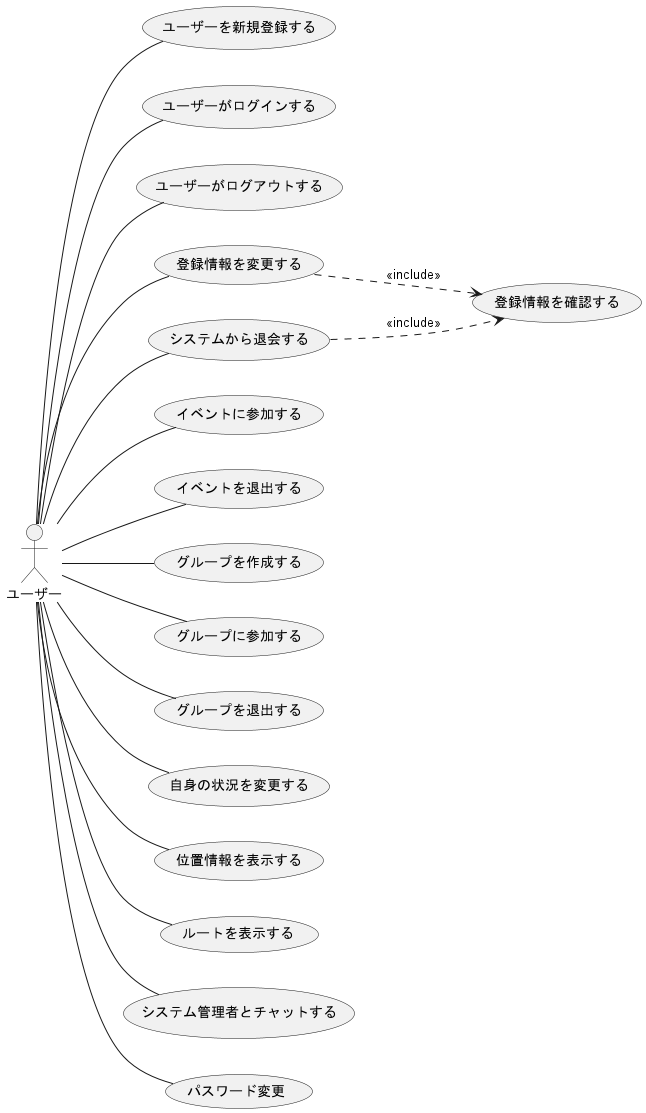 ユーザーを新規登録する
ユーザーがログインする
ユーザーがログアウトする
登録情報を変更する
«include»
登録情報を確認する
システムから退会する
«include»
イベントに参加する
イベントを退出する
グループを作成する
ユーザー
グループに参加する
グループを退出する
自身の状況を変更する
位置情報を表示する
ルートを表示する
システム管理者とチャットする
パスワード変更